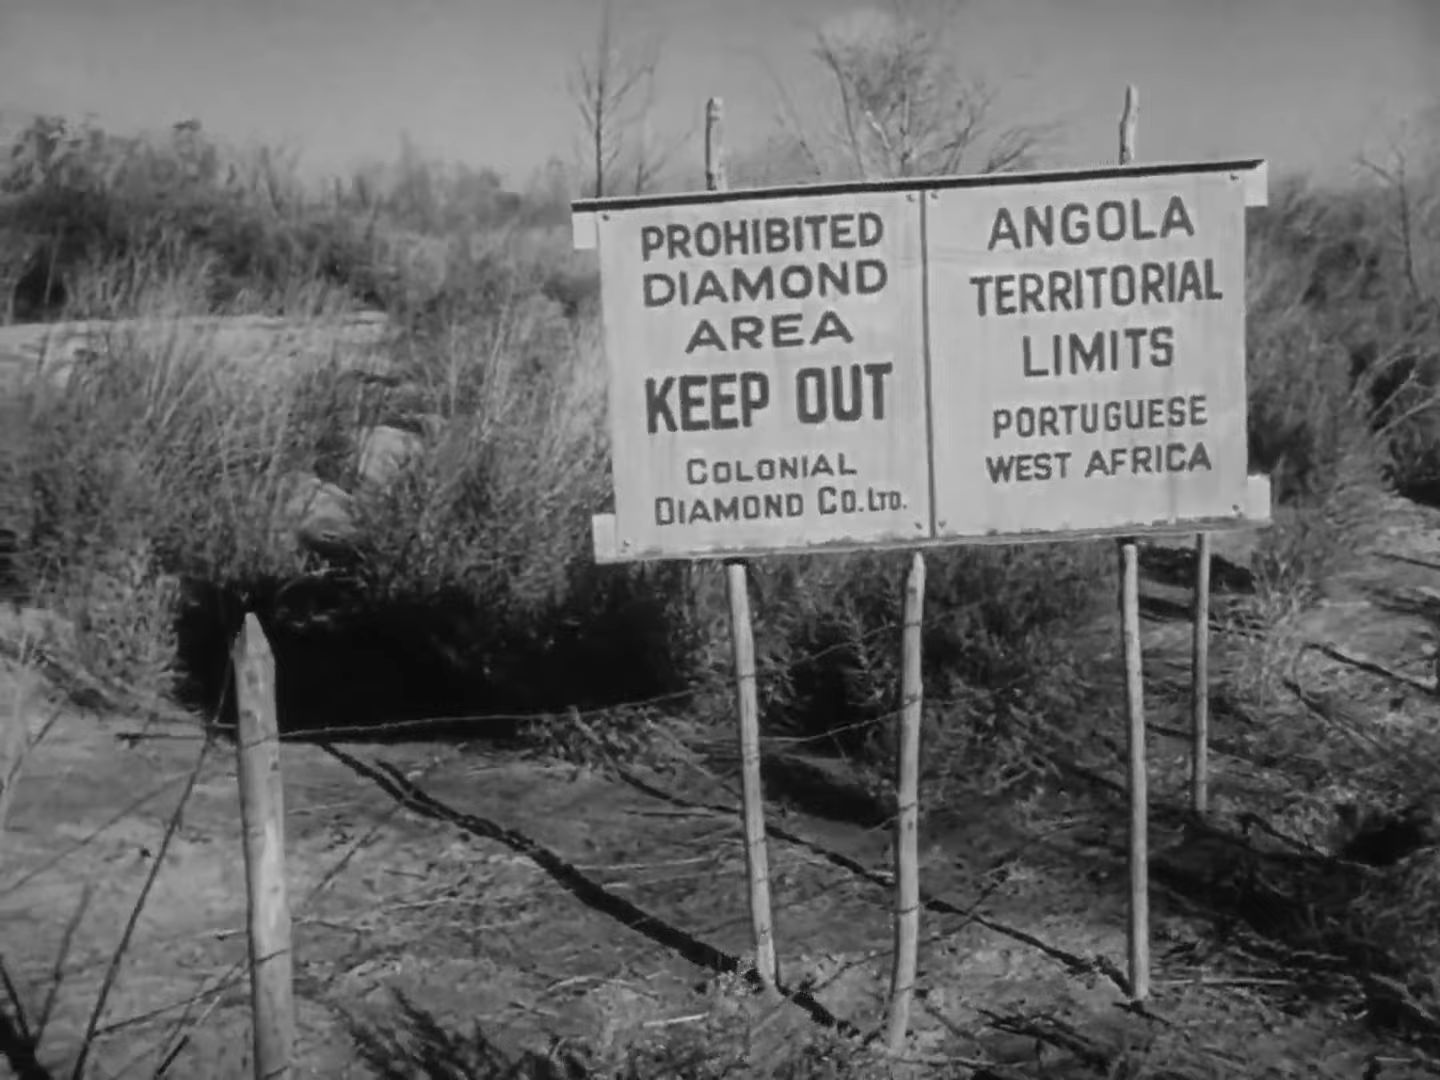 PROHIBITED
DIAMOND
AREA
KEEP OUT
COLONIAL
DIAMOND CO. LTD.
ANGOLA
TERRITORIAL
LIMITS
PORTUGUESE
WEST AFRICA